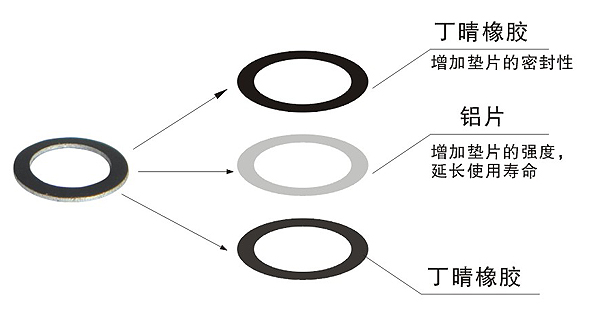 丁晴橡胶
增加垫片的密封性
铝片
增加垫片的强度，
延长使用寿命
丁晴橡胶